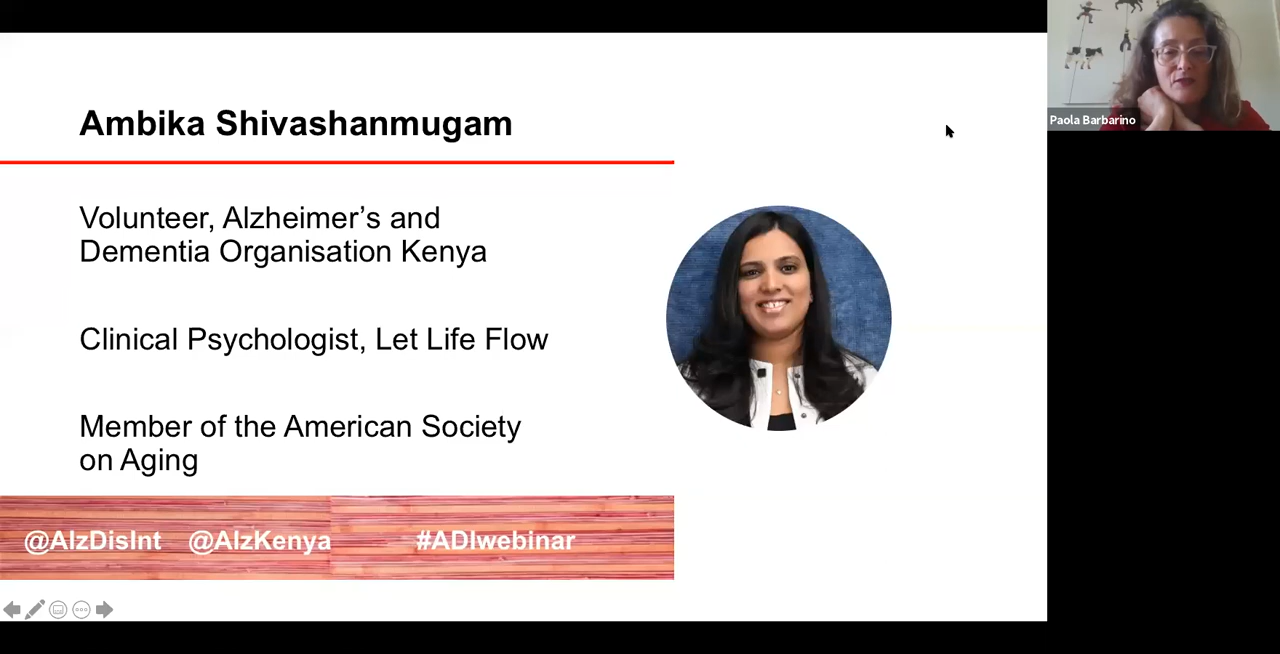 Ambika Shivashanmugam
Volunteer, Alzheimer’s and
Dementia Organisation Kenya
Clinical Psychologist, Let Life Flow
Member of the American Society
on Aging
@AlzDisInt @AlzKenya #ADIwebinar
Paola Barbarino